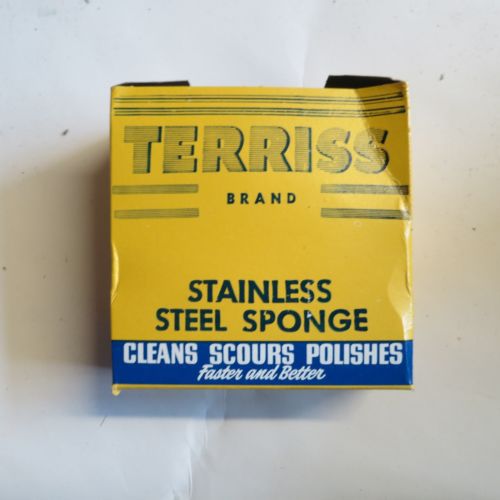 TERRISS
BRAND
STAINLESS
STEEL SPONGE
CLEANS SCOURS POLISHES
Faster and Better